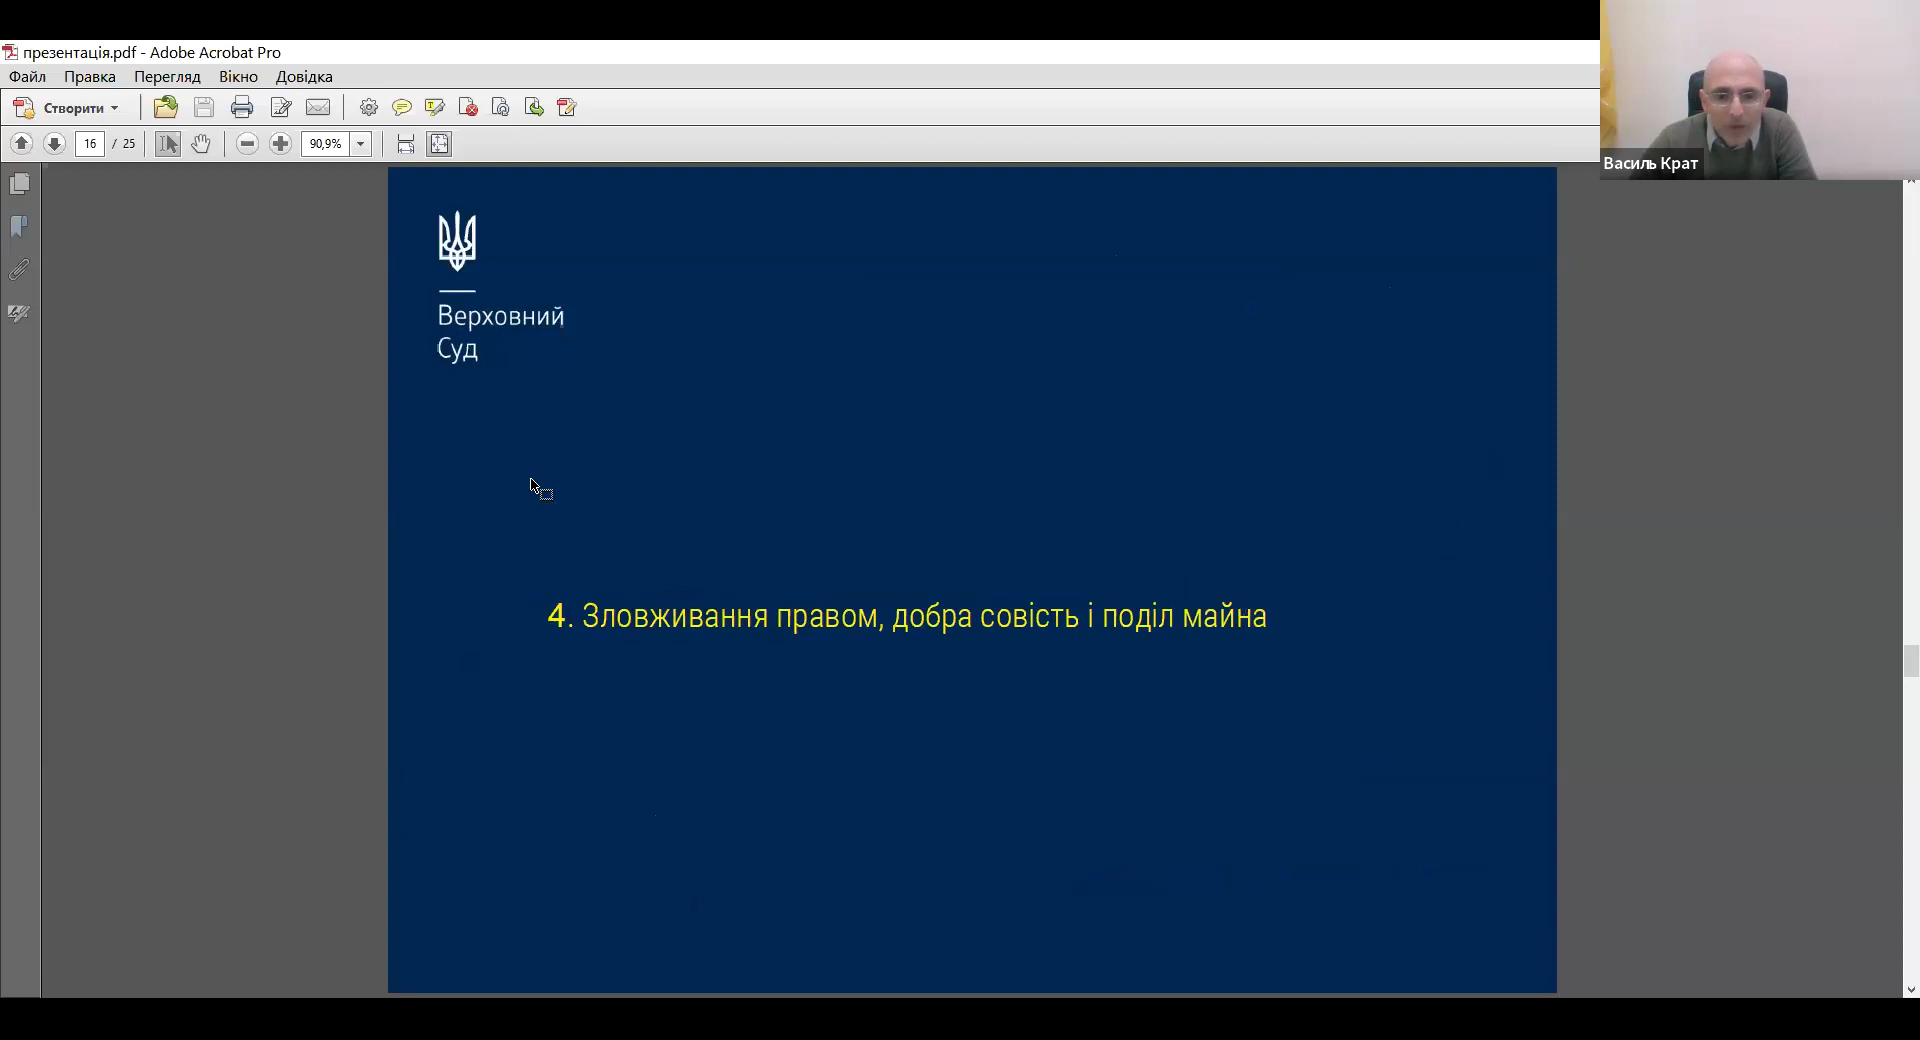 презентація.pdf - Adobe Acrobat Pro
Файл Правка Перегляд Вікно Довідка
Створити
16 / 25 90,9%
Василь Крат
Верховний
Суд
4. Зловживання правом, добра совість і поділ майна